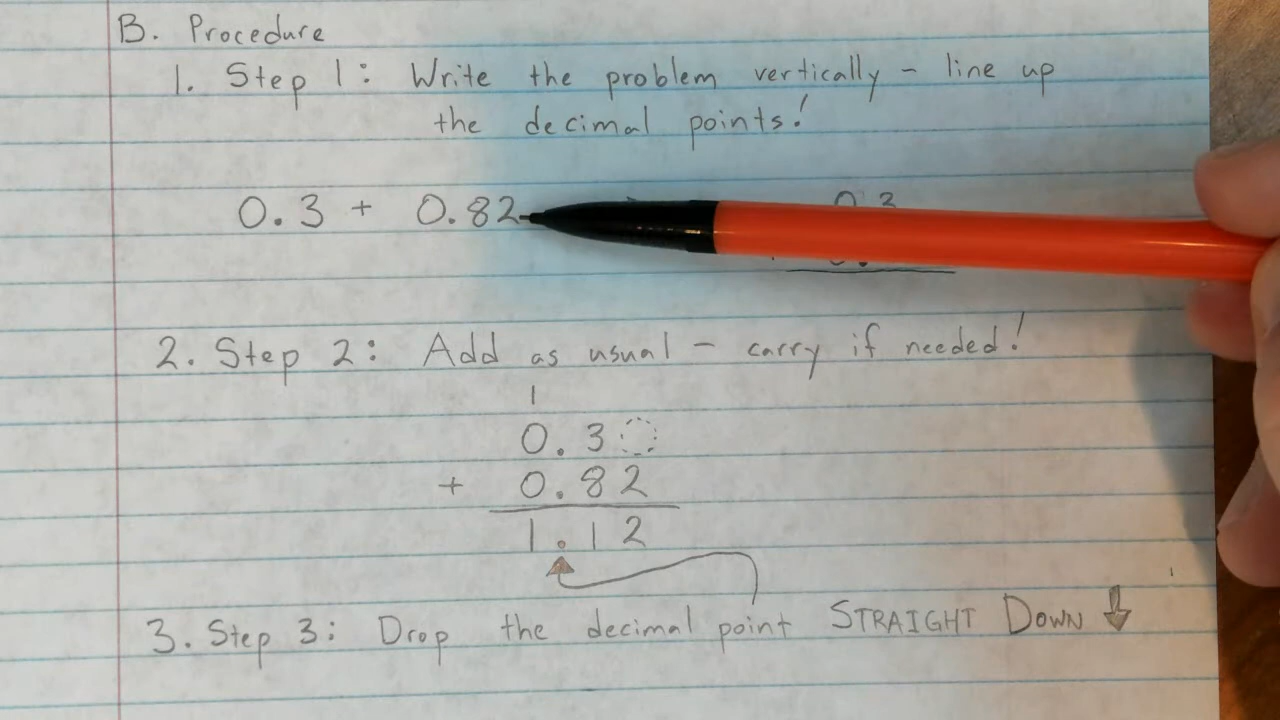 B. Procedure
1. Step 1: Write the problem vertically - line up
the decimal points!
0.3 + 0.82
2. Step 2: Add as usual - carry if needed!
1
0.3
+ 0.82
1.12
3. Step 3: Drop the decimal point STRAIGHT DOWN